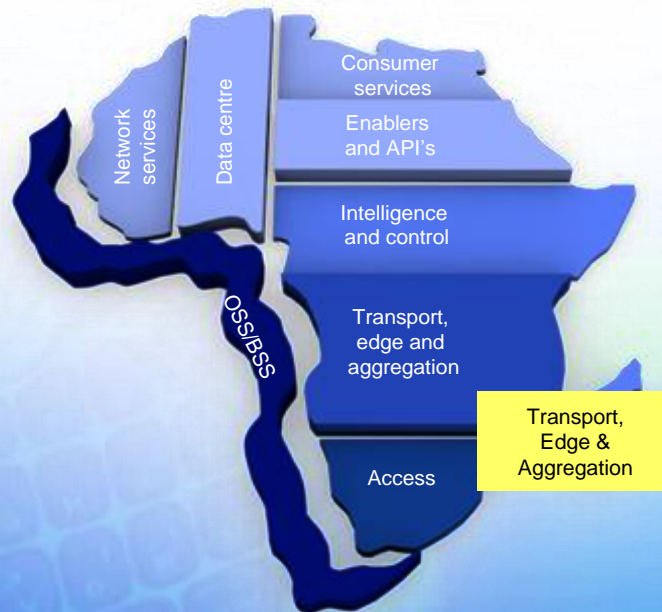 Consumer
services
Enablers
and API's
Network
services
Data centre
Intelligence
and control
OSS/BSS
Transport,
edge and
aggregation
Transport,
Edge &
Aggregation
Access